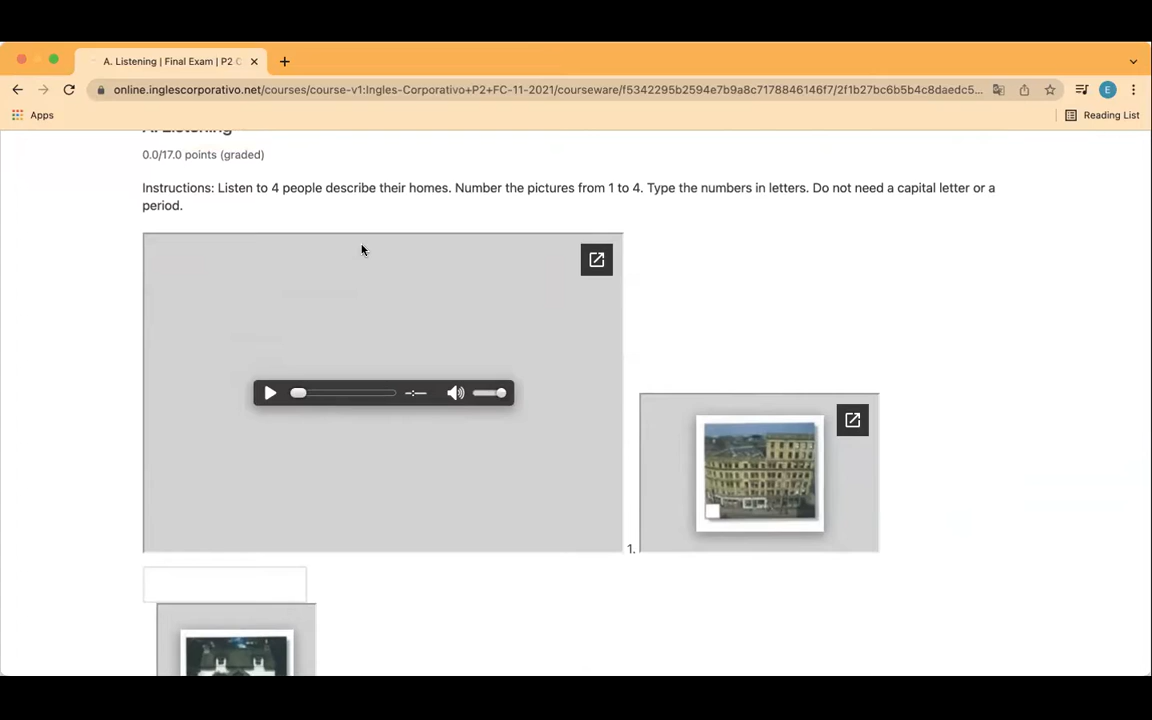 A. Listening | Final Exam | P2 C
online.inglescorporativo.net/courses/course-v1:Ingles-Corporativo+P2+FC-11-2021/courseware/f5342295b2594e7b9a8c7178846146f7/2f1b27bc6b5b4c8daedc5...
E
Apps
Reading List
A. Listening
0.0/17.0 points (graded)
Instructions: Listen to 4 people describe their homes. Number the pictures from 1 to 4. Type the numbers in letters. Do not need a capital letter or a
period.
1.